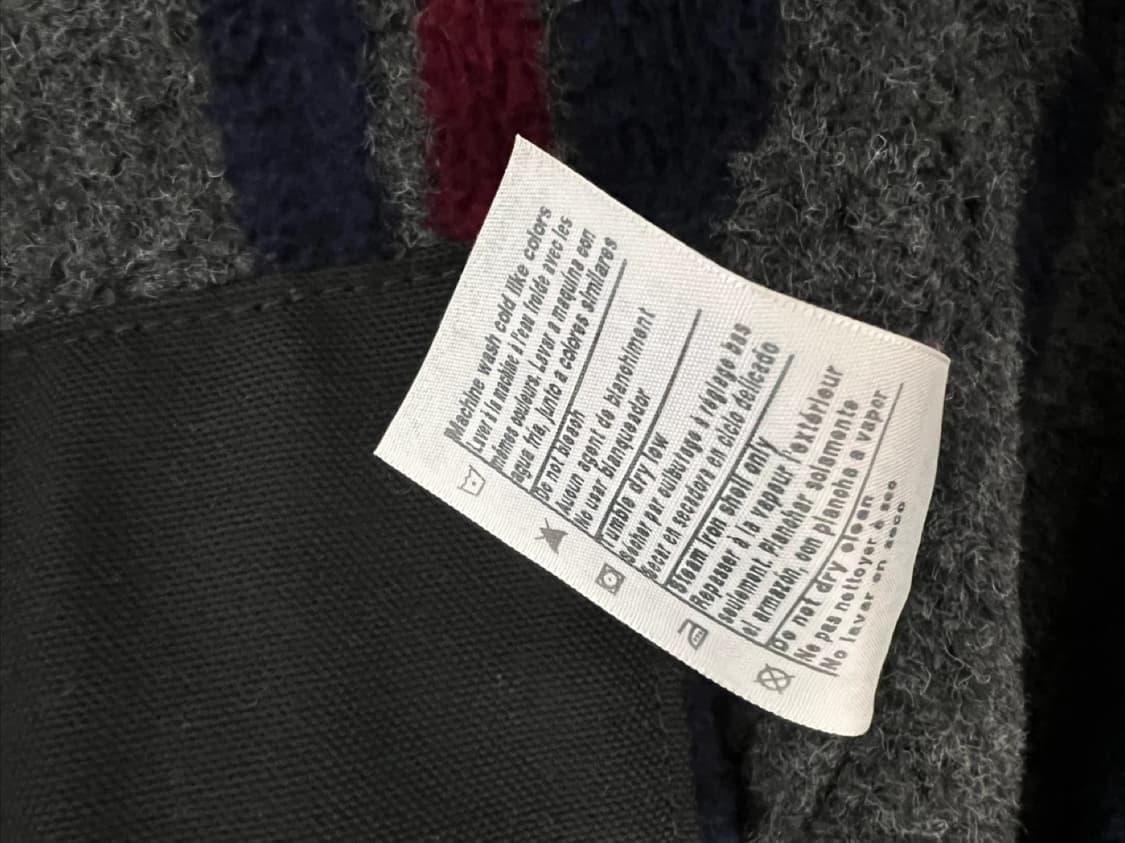 Machine wash cold like colors
Laver à la machine à l'eau froide avec les
mêmes couleurs. Lavar a maquina con
agua fria, junto a colores similares
Do not bleach
Aucun agent de blanchiment
No usar blanqueador
Tumble dry low
Sécher par culbutage à réglage bas
Secar en secadora en ciclo delicado
Steam iron shell only
Repasser à la vapeur l'extérieur
seulement. Planchar solamente
el armazón, con plancha a vapor
Do not dry clean
Ne pas nettoyer à sec
No lavar en seco